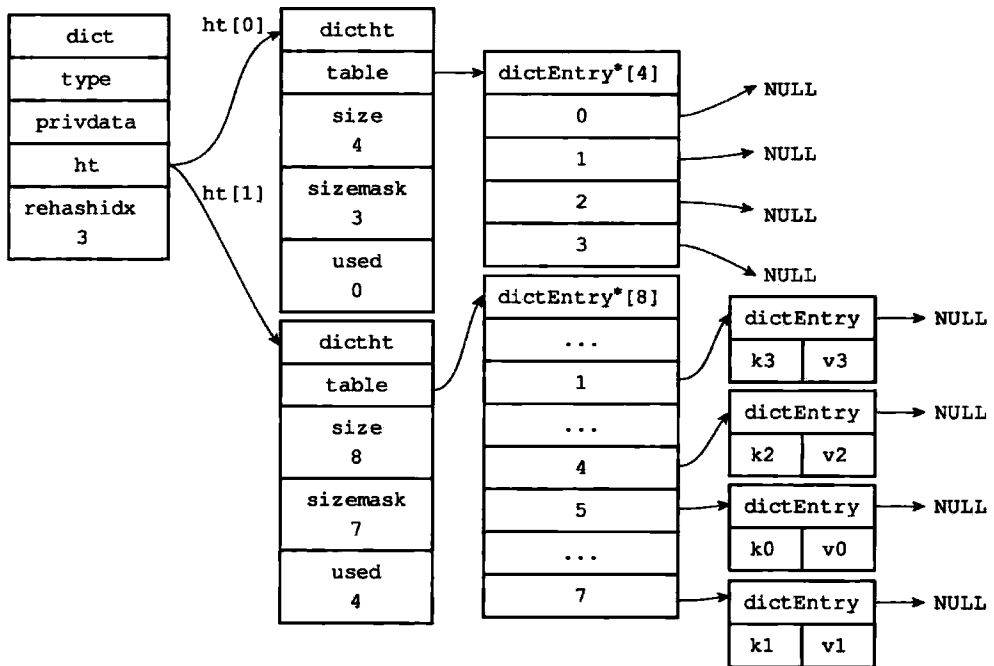 dict
type
privdata
ht
rehashidx
3
ht[0]
ht[1]
dictht
table
size
4
sizemask
3
used
0
dictEntry*[4]
0
1
2
3
NULL
NULL
NULL
NULL
dictht
table
size
8
sizemask
7
used
4
dictEntry*[8]
...
1
...
4
5
...
7
dictEntry
k3 v3
NULL
dictEntry
k2 v2
NULL
dictEntry
k0 v0
NULL
dictEntry
k1 v1
NULL